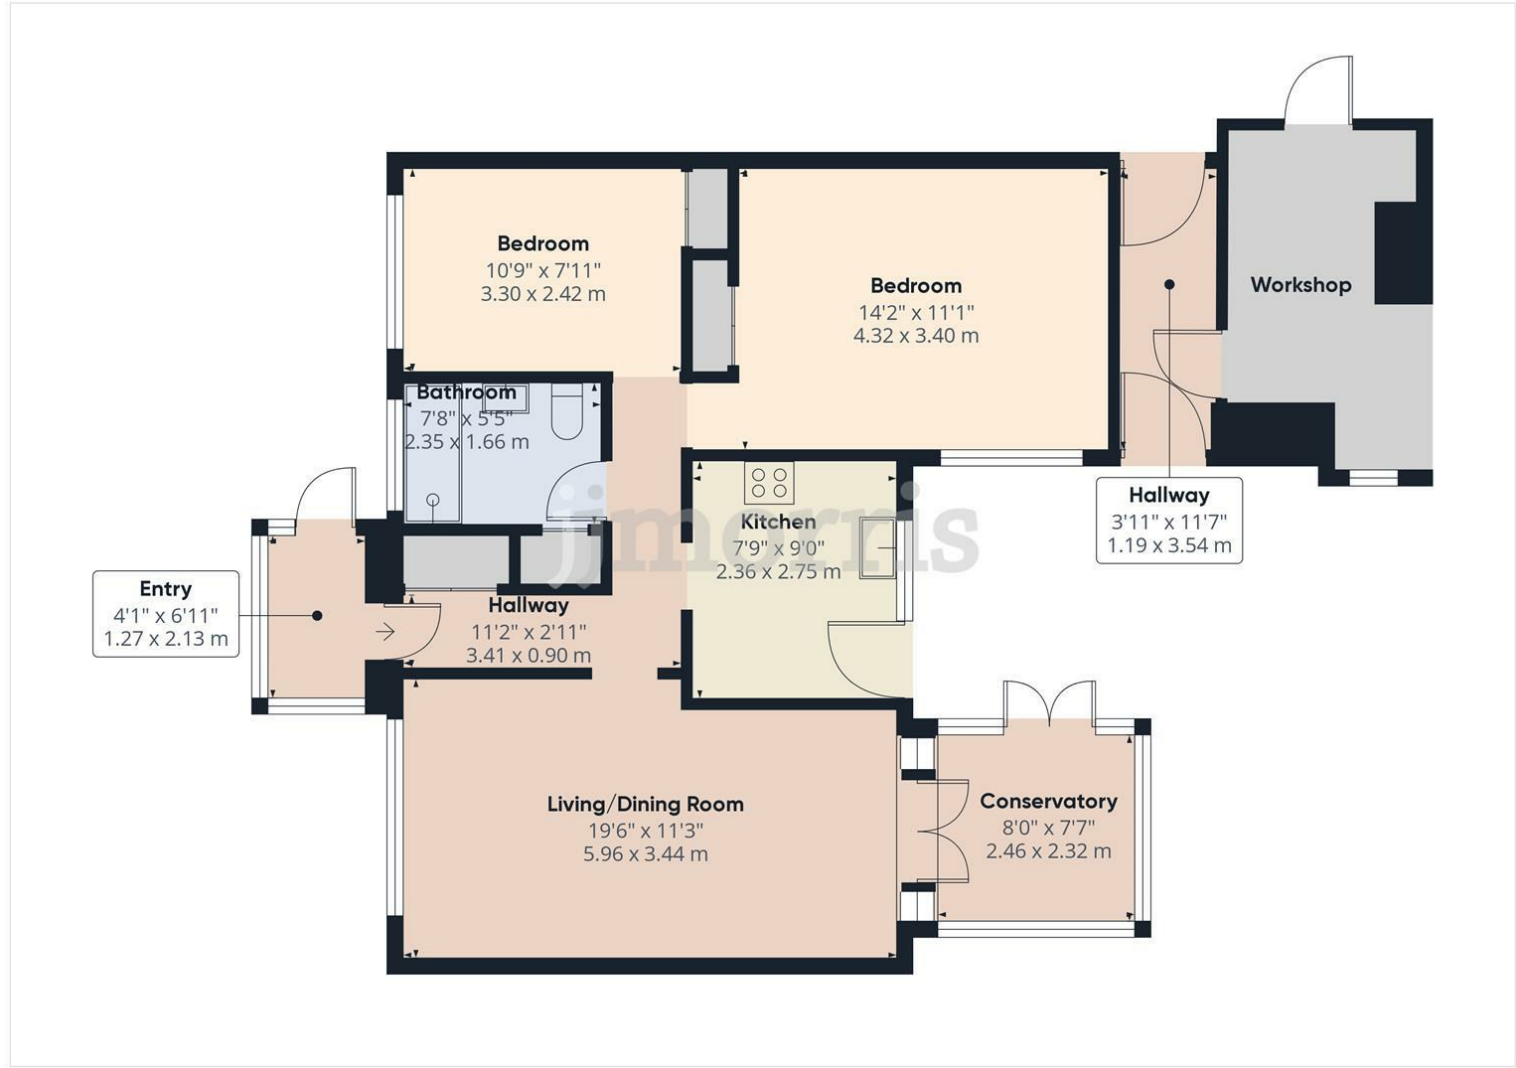 Bedroom
10'9" x 7'11"
3.30 x 2.42 m
Bedroom
14'2" x 11'1"
4.32 x 3.40 m
Workshop
Bathroom
7'8" x 5'5"
2.35 x 1.66 m
Hallway
3'11" x 11'7"
1.19 x 3.54 m
Kitchen
7'9" x 9'0"
2.36 x 2.75 m
jjmorris
Entry
4'1" x 6'11"
1.27 x 2.13 m
Hallway
11'2" x 2'11"
3.41 x 0.90 m
Living/Dining Room
19'6" x 11'3"
5.96 x 3.44 m
Conservatory
8'0" x 7'7"
2.46 x 2.32 m